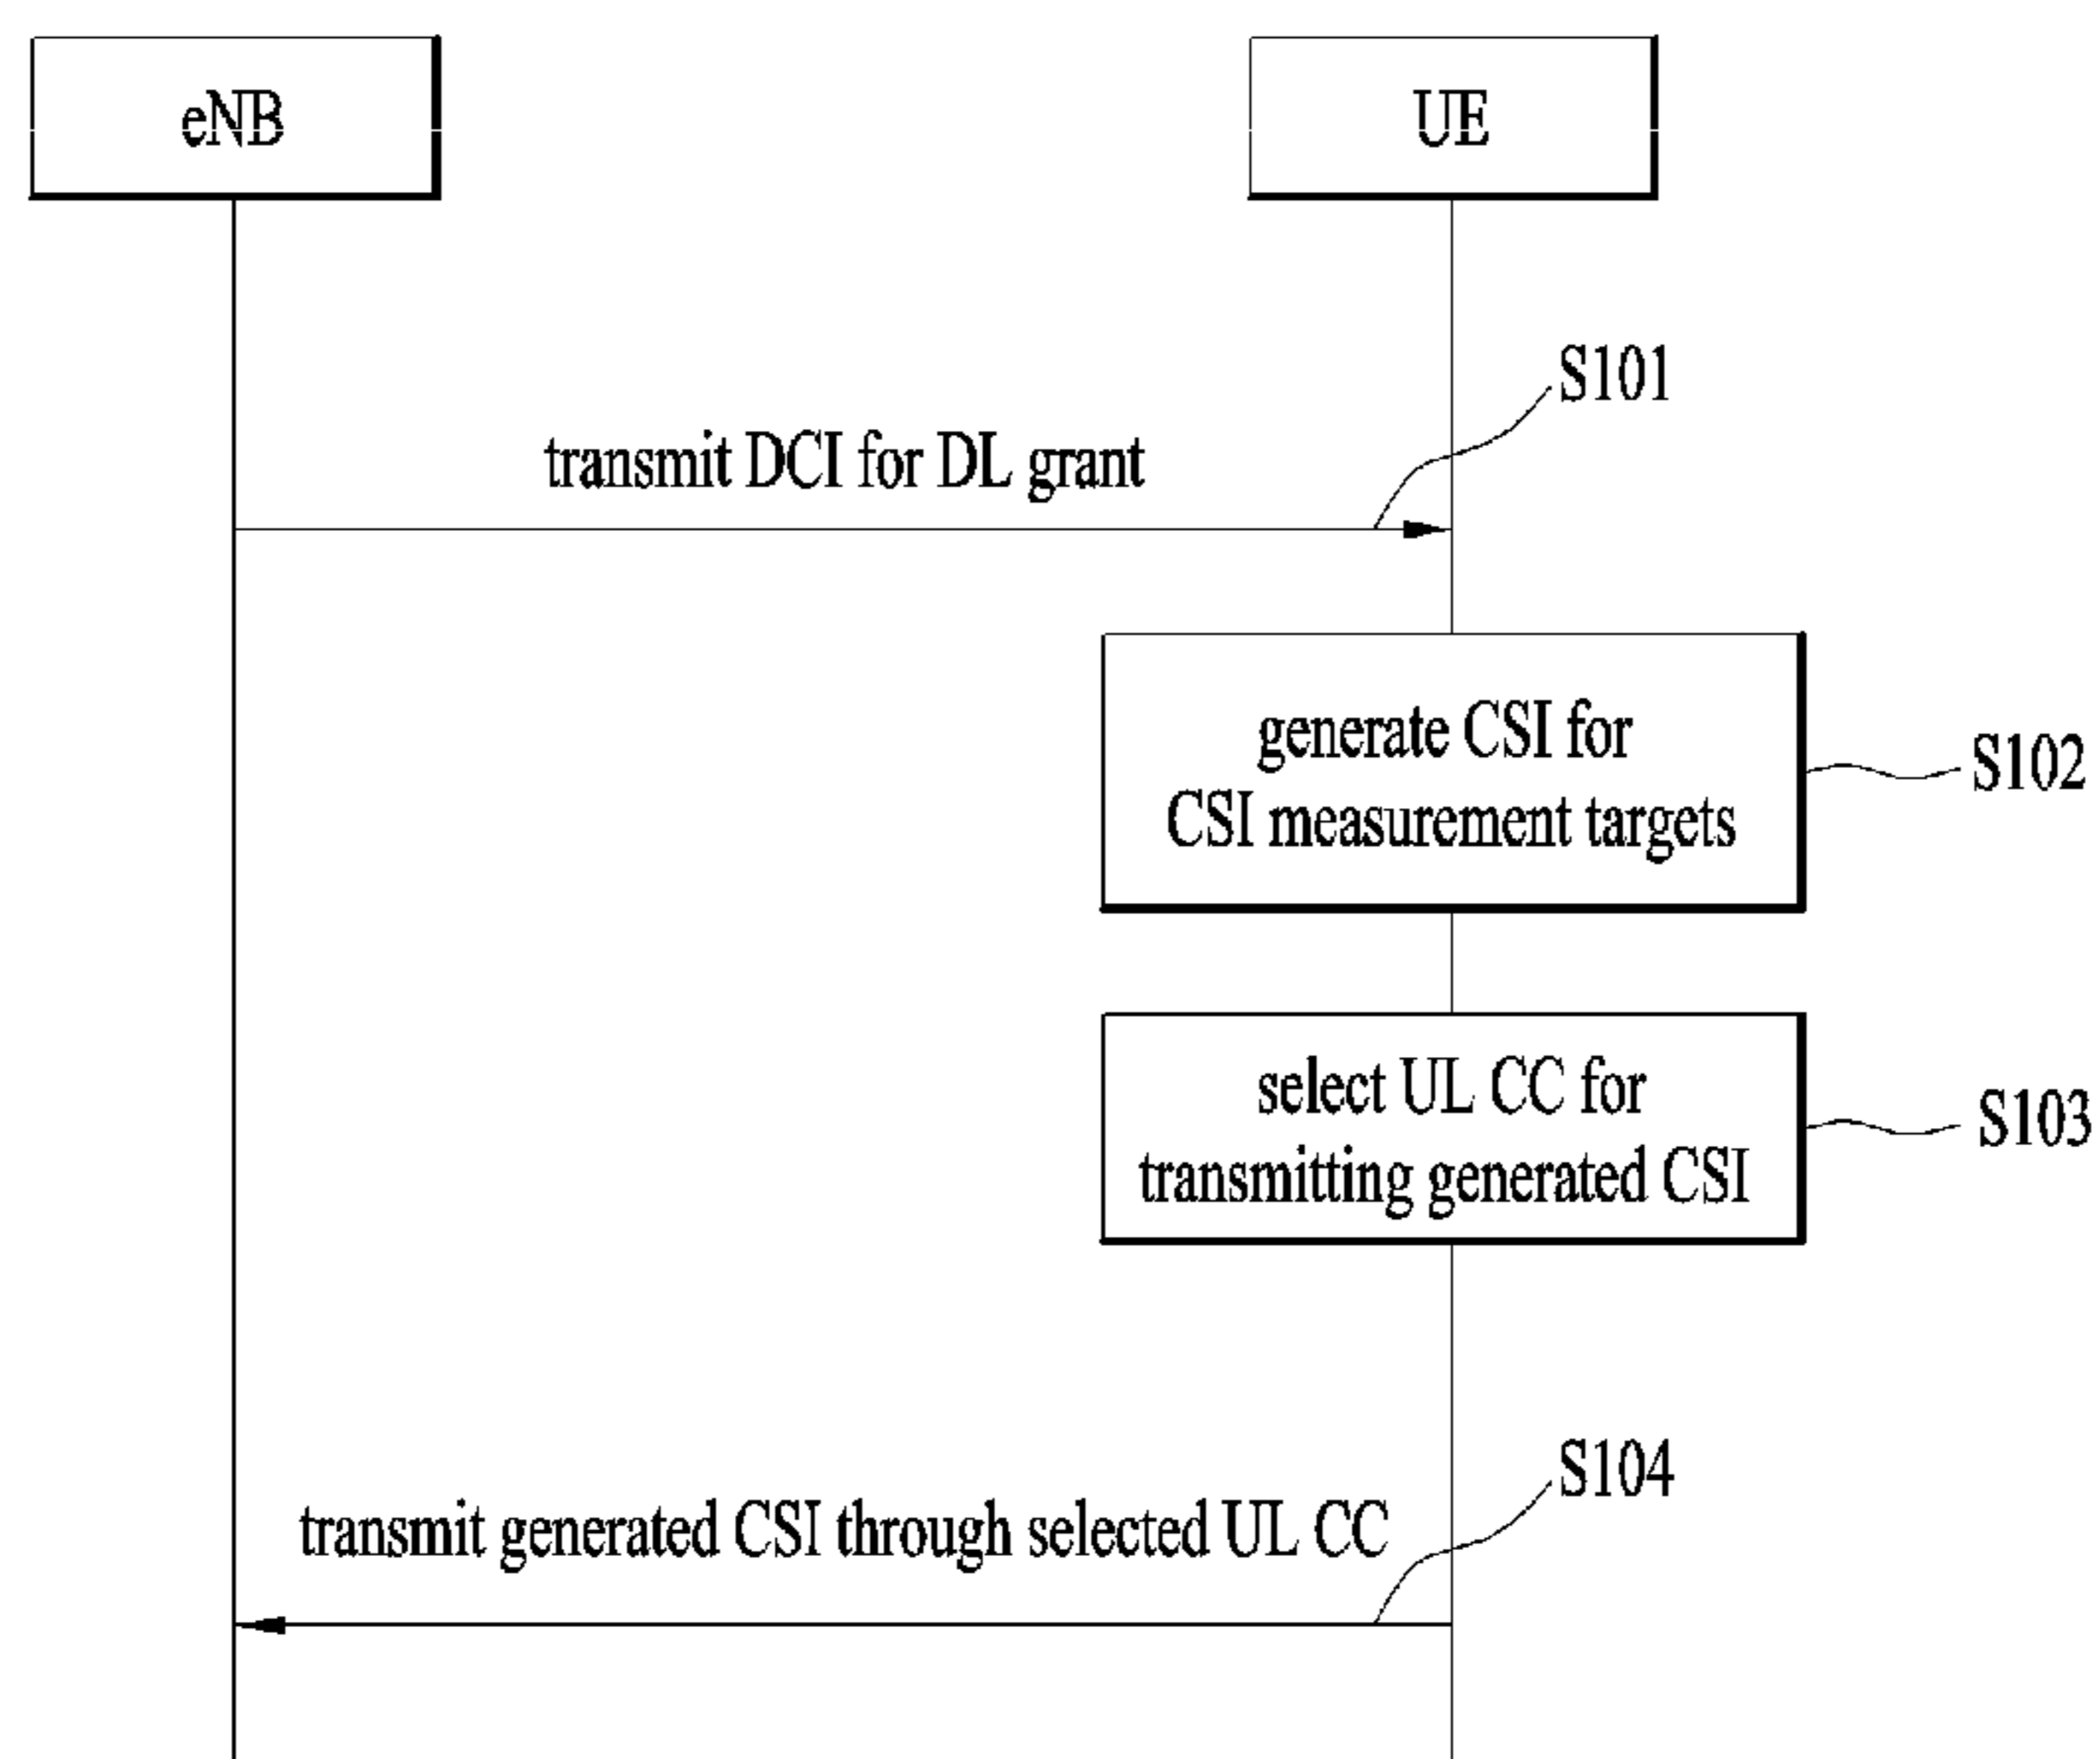 eNB
UE
S101
transmit DCI for DL grant
generate CSI for
CSI measurement targets
S102
select UL CC for
transmitting generated CSI
S103
S104
transmit generated CSI through selected UL CC